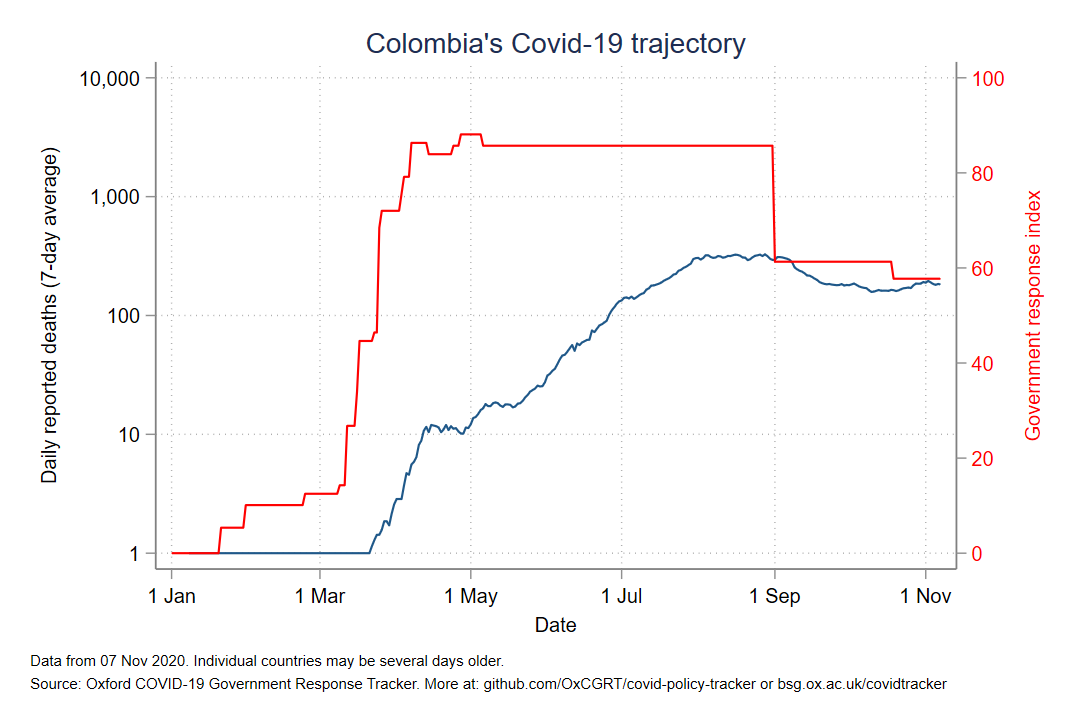 Colombia's Covid-19 trajectory
10,000
1,000
100
10
1
Daily reported deaths (7-day average)
100
80
60
40
20
0
Government response index
1 Jan
1 Mar
1 May
1 Jul
1 Sep
1 Nov
Date
Data from 07 Nov 2020. Individual countries may be several days older.
Source: Oxford COVID-19 Government Response Tracker. More at: github.com/OxCGRT/covid-policy-tracker or bsg.ox.ac.uk/covidtracker